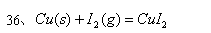 36、Cu(s) + I₂(g) = CuI₂